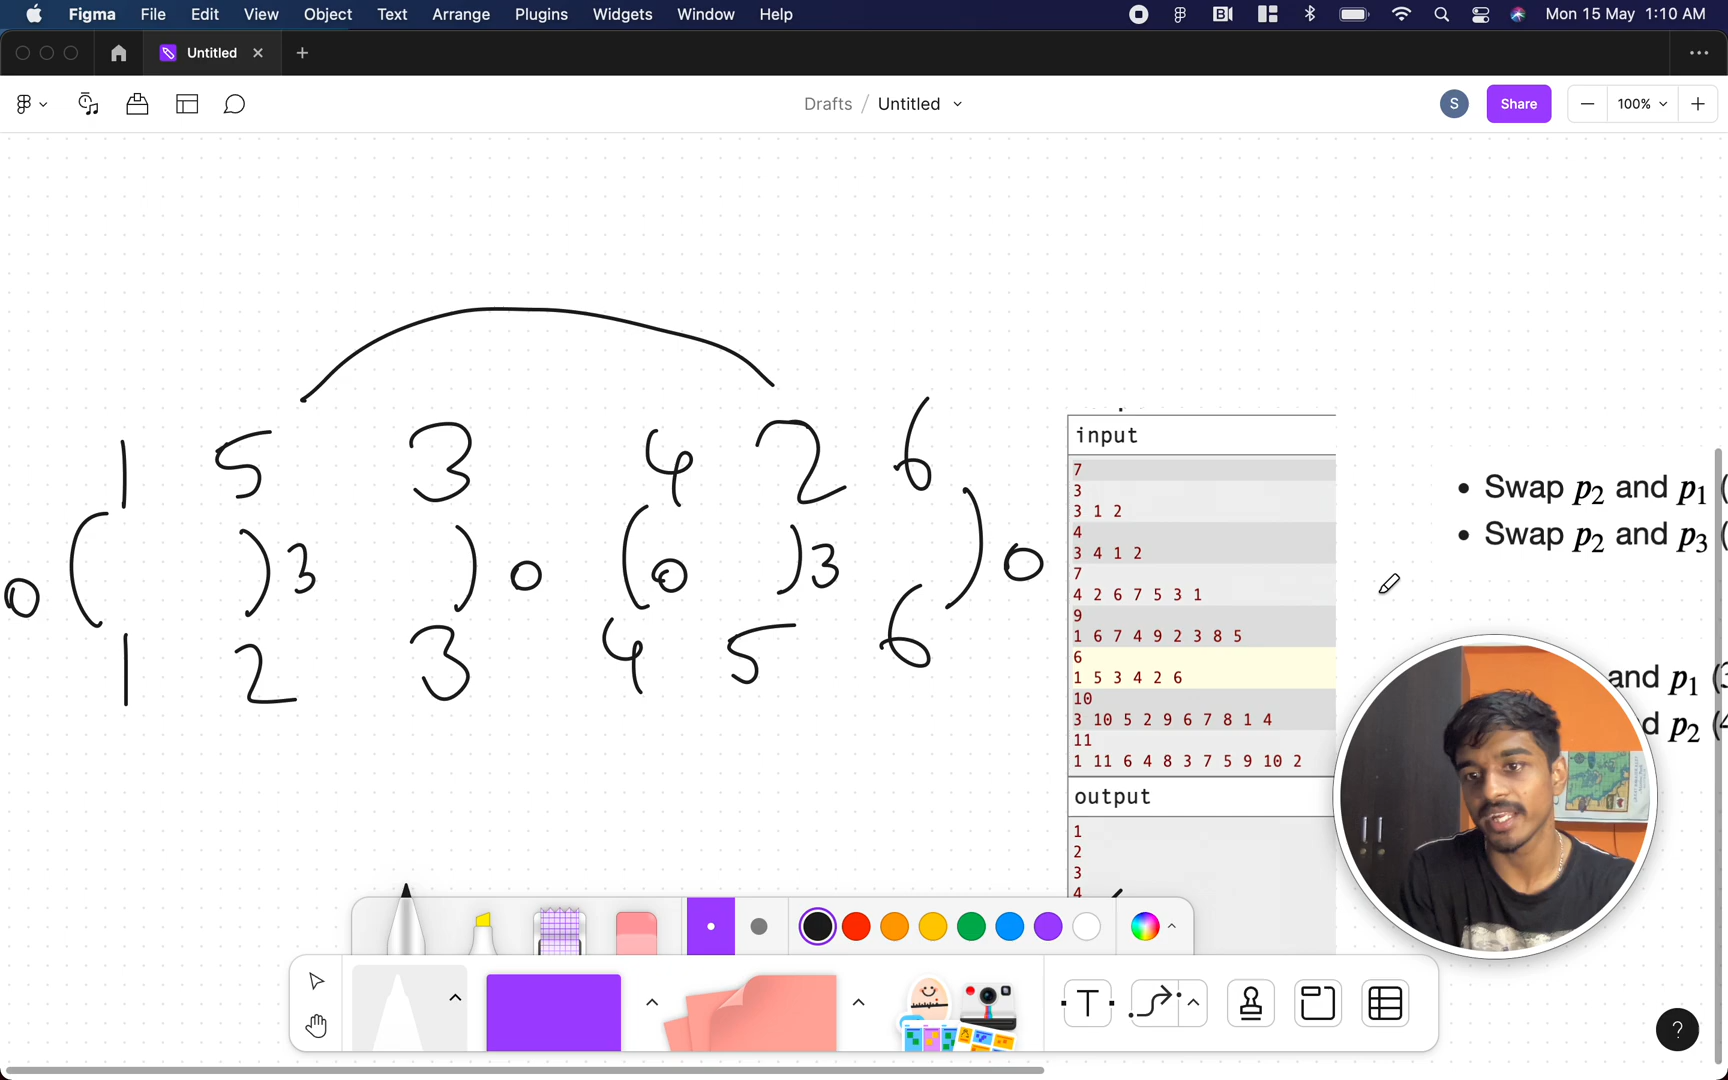 Figma File Edit View Object Text Arrange Plugins Widgets Window Help Mon 15 May 1:10 AM
Untitled
Drafts / Untitled S Share 100%
1 5 3 4 2 6
0 ( ) 3 ) 0 ( 0 ) 3 ) 0
1 2 3 4 5 6
input
7
3
3 1 2
4
3 4 1 2
7
4 2 6 7 5 3 1
9
1 6 7 4 9 2 3 8 5
6
1 5 3 4 2 6
10
3 10 5 2 9 6 7 8 1 4
11
1 11 6 4 8 3 7 5 9 10 2
output
1
2
3
4
• Swap p2 and p1 (
• Swap p2 and p3 (
and p1 (3
d p2 (4
T
?